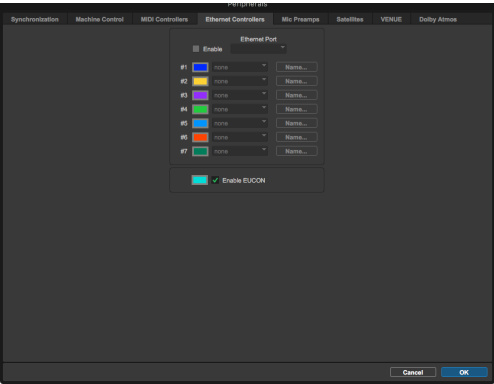 Peripherals
Synchronization Machine Control MIDI Controllers Ethernet Controllers Mic Preamps Satellites VENUE Dolby Atmos
Ethernet Port
Enable
#1 none Name...
#2 none Name...
#3 none Name...
#4 none Name...
#5 none Name...
#6 none Name...
#7 none Name...
Enable EUCON
Cancel OK